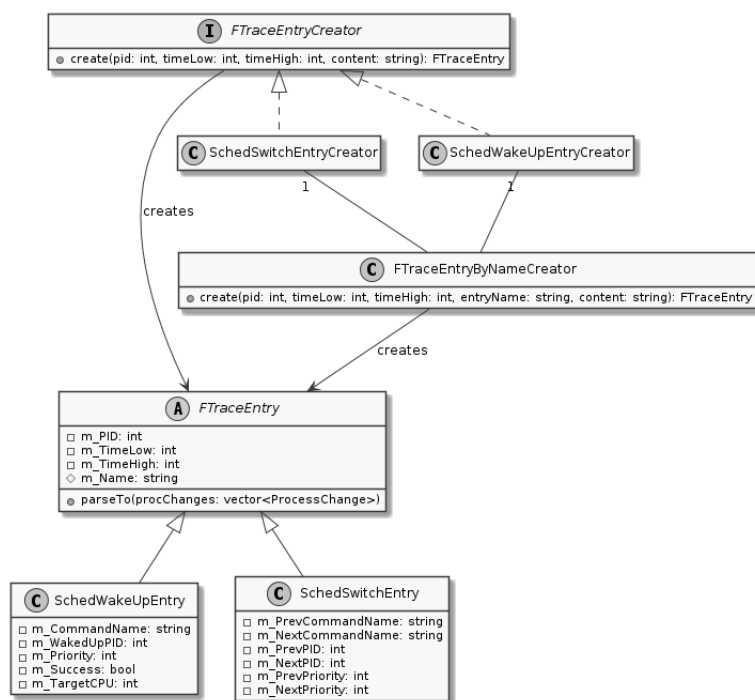 I FTraceEntryCreator
create(pid: int, timeLow: int, timeHigh: int, content: string): FTraceEntry
C SchedSwitchEntryCreator
C SchedWakeUpEntryCreator
1
1
creates
C FTraceEntryByNameCreator
create(pid: int, timeLow: int, timeHigh: int, entryName: string, content: string): FTraceEntry
creates
A FTraceEntry
m_PID: int
m_TimeLow: int
m_TimeHigh: int
m_Name: string
parseTo(procChanges: vector<ProcessChange>)
C SchedWakeUpEntry
m_CommandName: string
m_WakedUpPID: int
m_Priority: int
m_Success: bool
m_TargetCPU: int
C SchedSwitchEntry
m_PrevCommandName: string
m_NextCommandName: string
m_PrevPID: int
m_NextPID: int
m_PrevPriority: int
m_NextPriority: int